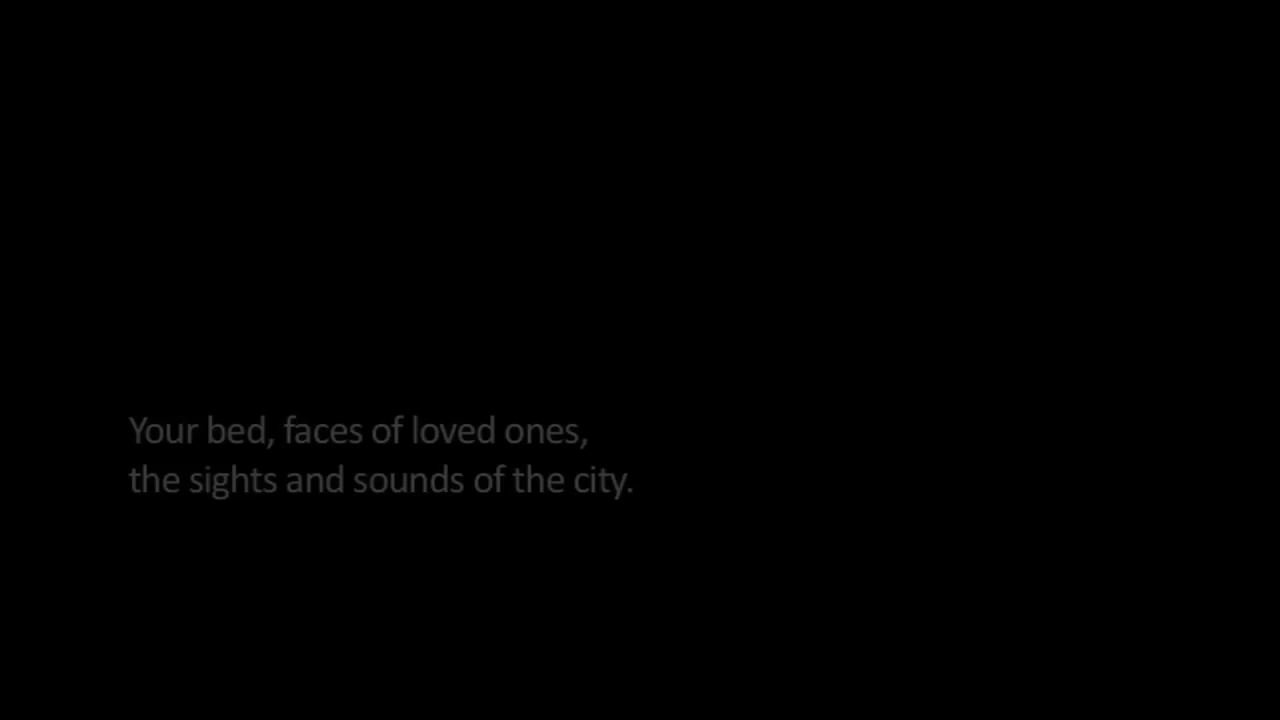 Your bed, faces of loved ones,
the sights and sounds of the city.